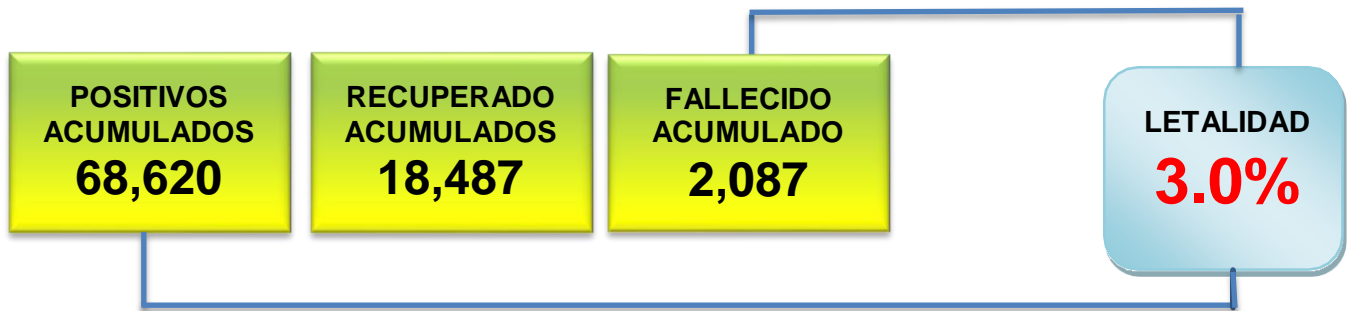 POSITIVOS
ACUMULADOS
68,620
RECUPERADO
ACUMULADOS
18,487
FALLECIDO
ACUMULADO
2,087
LETALIDAD
3.0%